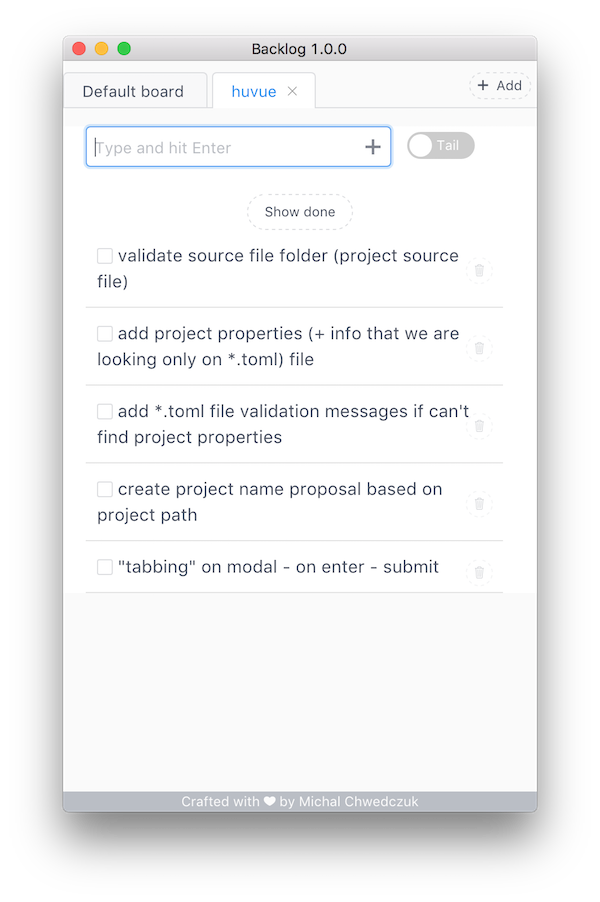 Backlog 1.0.0
Default board
huvue
+ Add
Type and hit Enter
Tail
Show done
validate source file folder (project source
file)
add project properties (+ info that we are
looking only on *.toml) file
add *.toml file validation messages if can't
find project properties
create project name proposal based on
project path
"tabbing" on modal - on enter - submit
Crafted with ❤ by Michal Chwedczuk